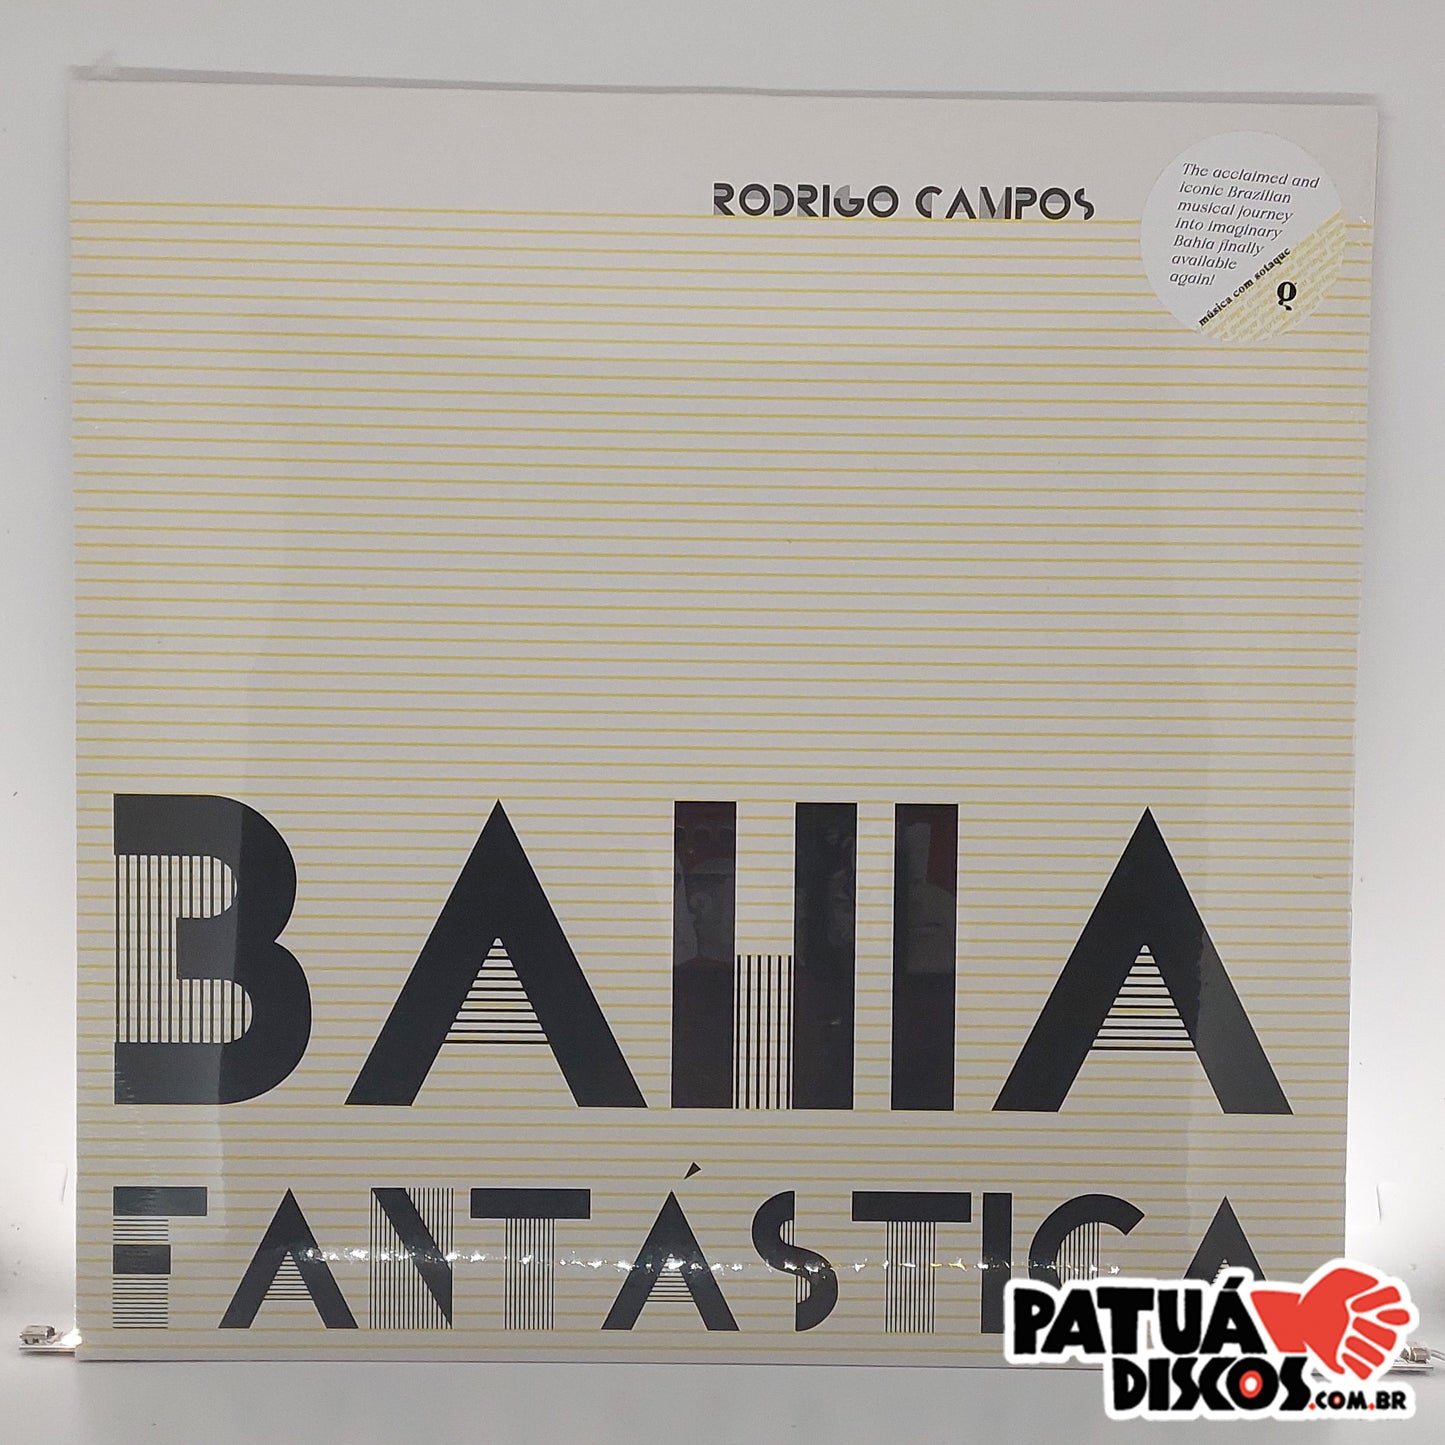 RODRIGO CAMPOS
The acclaimed and
iconic Brazilian
musical journey
into imaginary
Bahia finally
available
again!
música com sotaque
BAHIA
FANTÁSTICA
PATUÁ
DISCOS.COM.BR